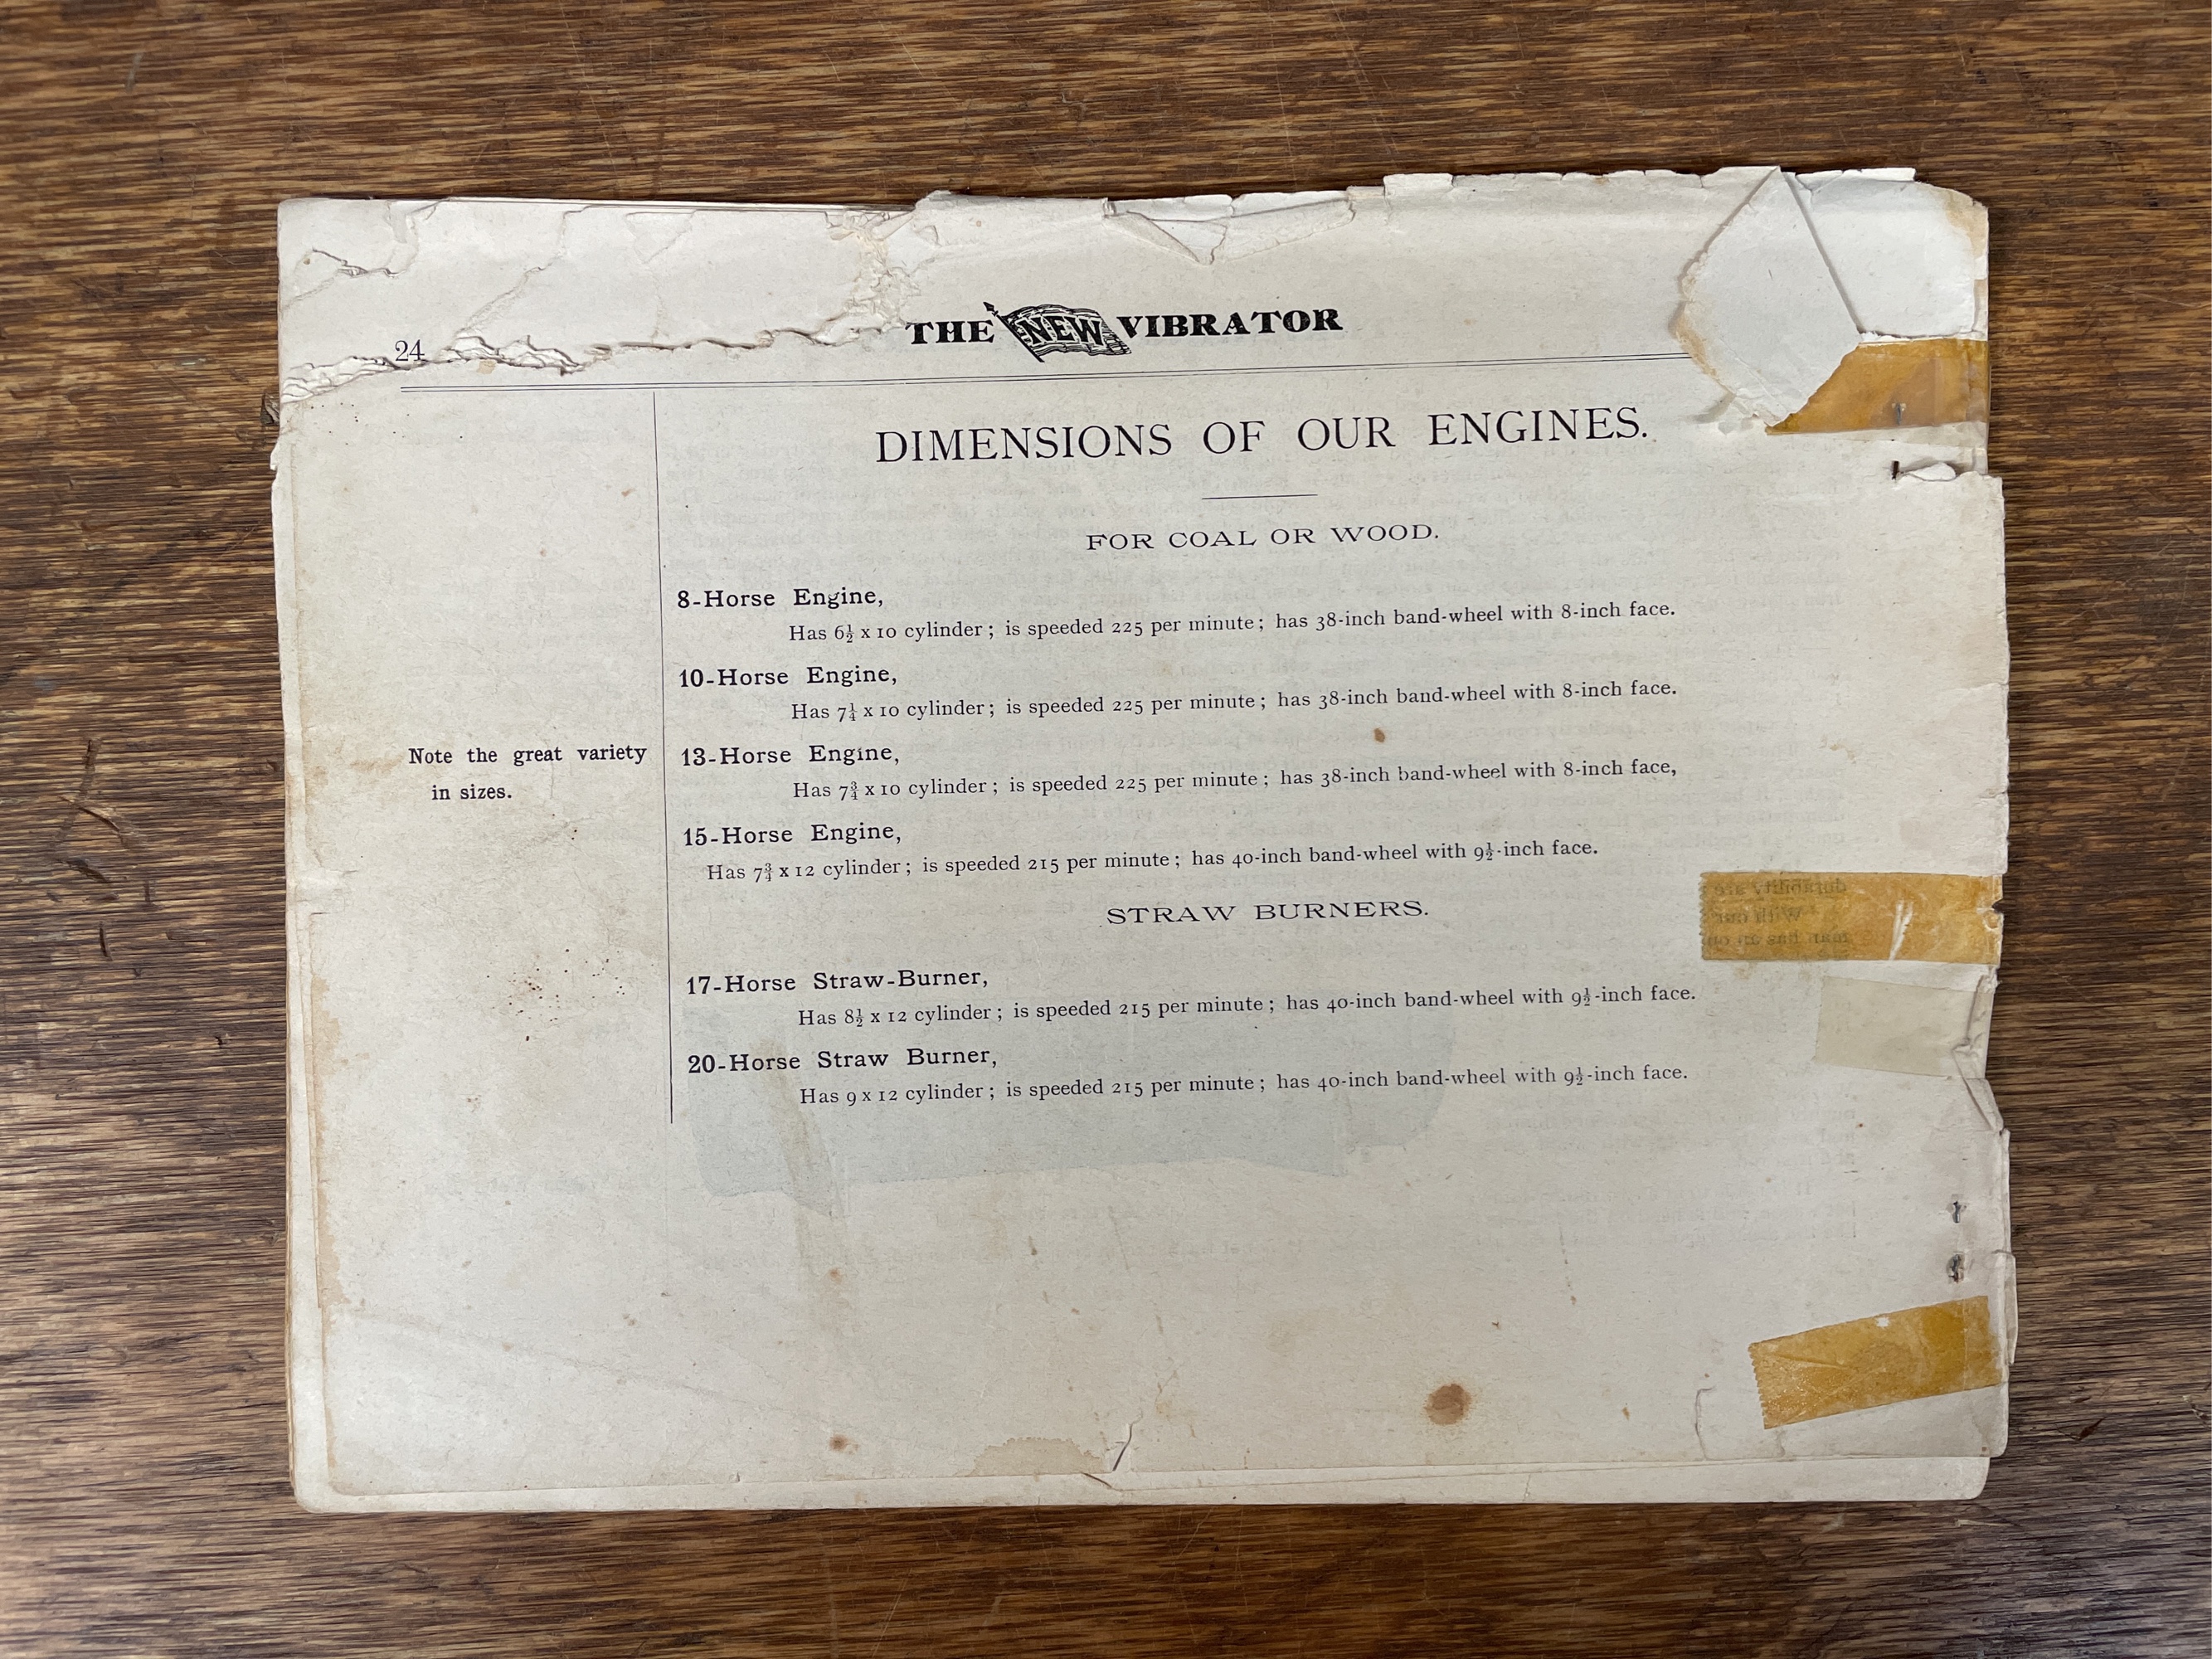 24
THE NEW VIBRATOR
DIMENSIONS OF OUR ENGINES.
FOR COAL OR WOOD.
8-Horse Engine,
Has 6½ x 10 cylinder; is speeded 225 per minute; has 38-inch band-wheel with 8-inch face.
10-Horse Engine,
Has 7¼ x 10 cylinder; is speeded 225 per minute; has 38-inch band-wheel with 8-inch face.
Note the great variety
in sizes.
13-Horse Engine,
Has 7¾ x 10 cylinder; is speeded 225 per minute; has 38-inch band-wheel with 8-inch face,
15-Horse Engine,
Has 7¾ x 12 cylinder; is speeded 215 per minute; has 40-inch band-wheel with 9½-inch face.
STRAW BURNERS.
17-Horse Straw-Burner,
Has 8½ x 12 cylinder; is speeded 215 per minute; has 40-inch band-wheel with 9½-inch face.
20-Horse Straw Burner,
Has 9 x 12 cylinder; is speeded 215 per minute; has 40-inch band-wheel with 9½-inch face.
durability are
With our
man has an